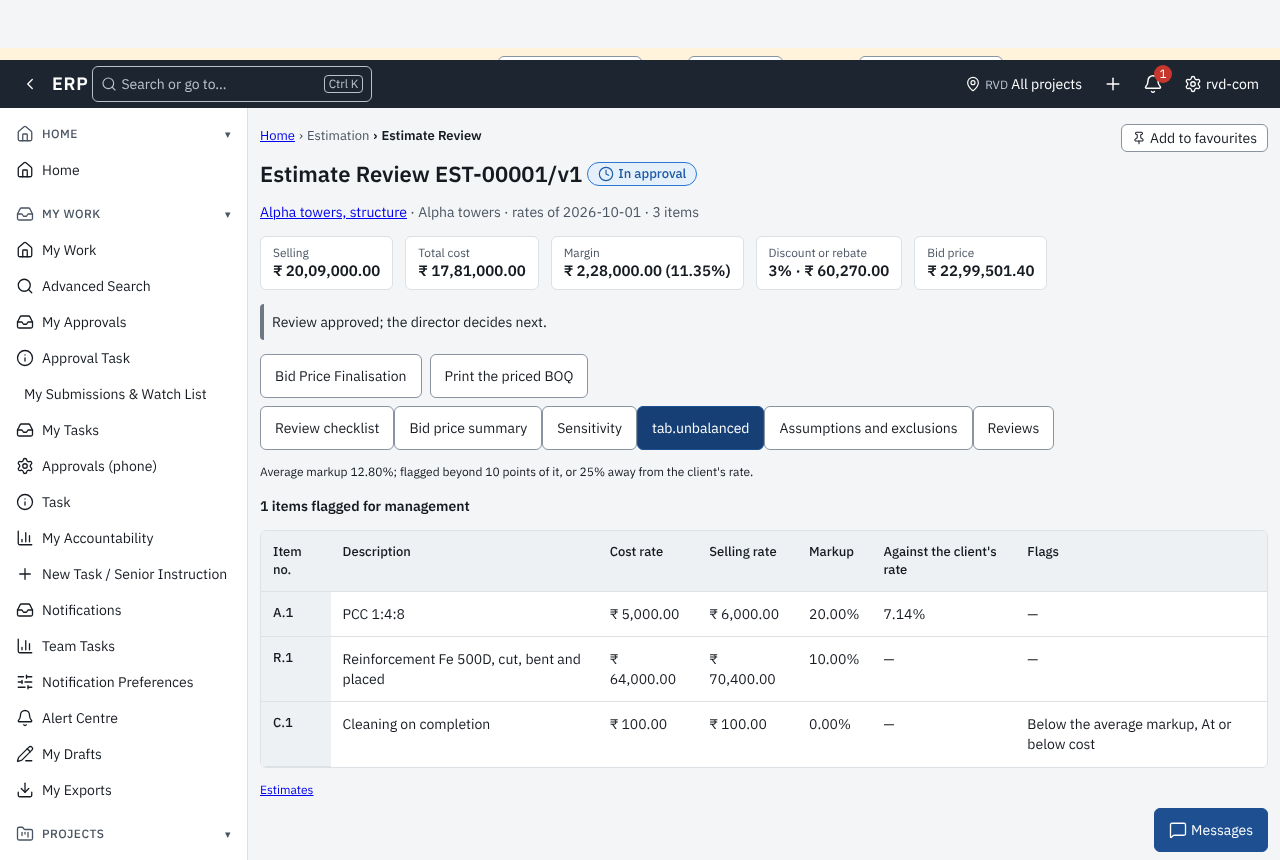 ERP
Search or go to...
Ctrl K
RVD All projects
1
rvd-com
HOME
Home
MY WORK
My Work
Advanced Search
My Approvals
Approval Task
My Submissions & Watch List
My Tasks
Approvals (phone)
Task
My Accountability
New Task / Senior Instruction
Notifications
Team Tasks
Notification Preferences
Alert Centre
My Drafts
My Exports
PROJECTS
Home › Estimation › Estimate Review
Add to favourites
Estimate Review EST-00001/v1
In approval
Alpha towers, structure · Alpha towers · rates of 2026-10-01 · 3 items
Selling
₹ 20,09,000.00
Total cost
₹ 17,81,000.00
Margin
₹ 2,28,000.00 (11.35%)
Discount or rebate
3% · ₹ 60,270.00
Bid price
₹ 22,99,501.40
Review approved; the director decides next.
Bid Price Finalisation
Print the priced BOQ
Review checklist
Bid price summary
Sensitivity
tab.unbalanced
Assumptions and exclusions
Reviews
Average markup 12.80%; flagged beyond 10 points of it, or 25% away from the client's rate.
1 items flagged for management
Item no. Description Cost rate Selling rate Markup Against the client's rate Flags
A.1 PCC 1:4:8 ₹ 5,000.00 ₹ 6,000.00 20.00% 7.14% —
R.1 Reinforcement Fe 500D, cut, bent and placed ₹ 64,000.00 ₹ 70,400.00 10.00% — —
C.1 Cleaning on completion ₹ 100.00 ₹ 100.00 0.00% — Below the average markup, At or below cost
Estimates
Messages